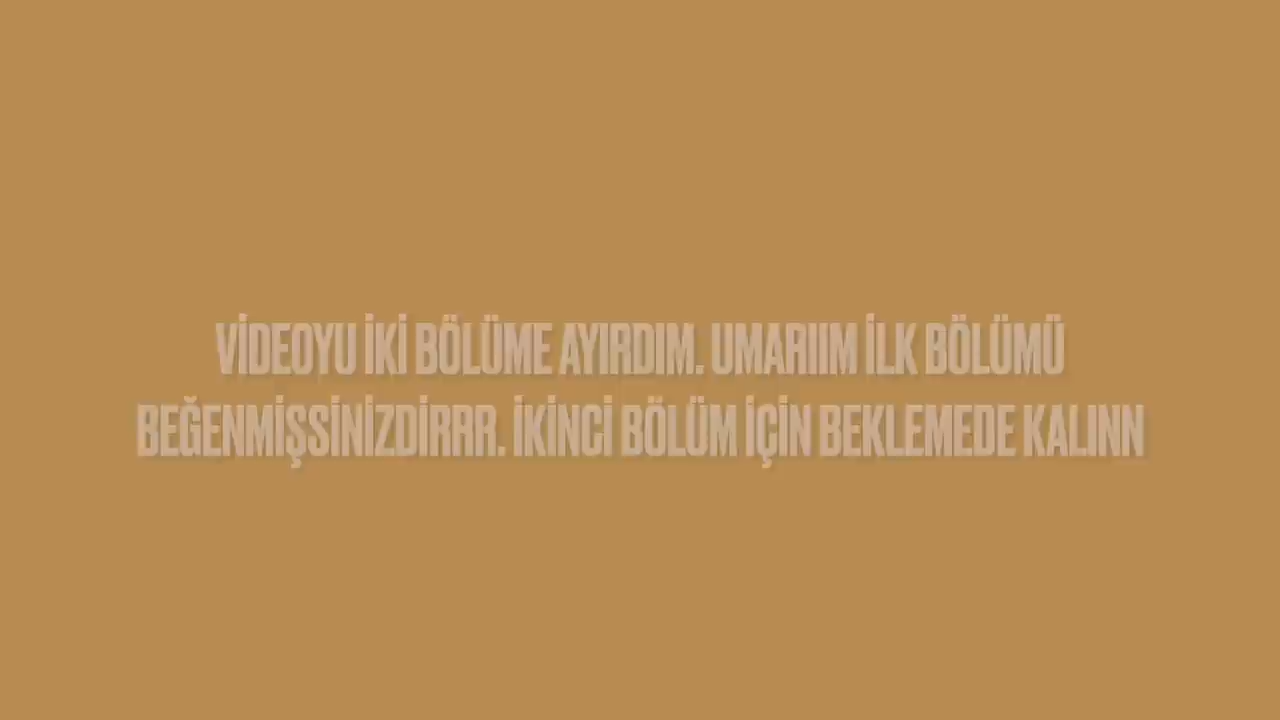 VİDEOYU İKİ BÖLÜME AYIRDIM. UMARIIM İLK BÖLÜMÜ
BEĞENMİŞSİNİZDİRRR. İKİNCİ BÖLÜM İÇİN BEKLEMEDE KALINN